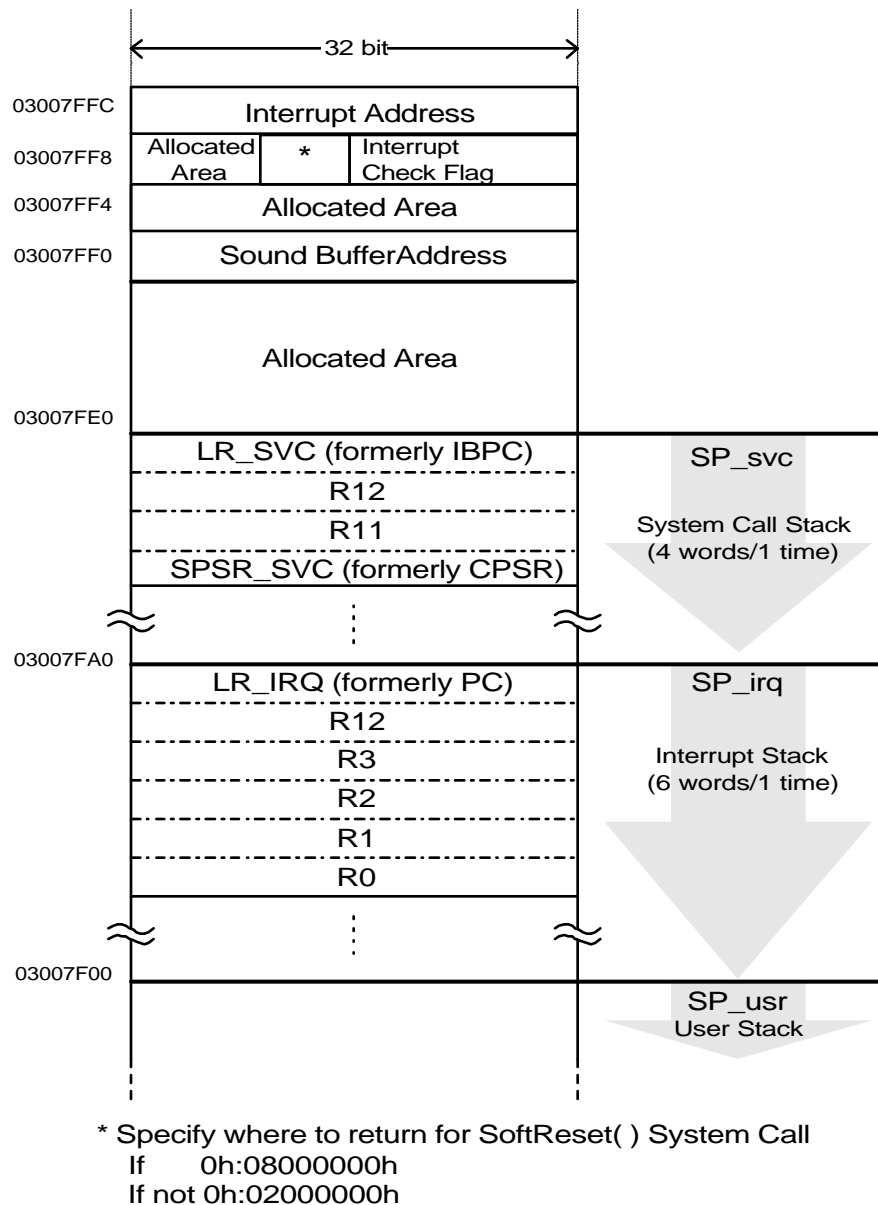 32 bit
03007FFC
Interrupt Address
03007FF8
Allocated
Area
*
Interrupt
Check Flag
03007FF4
Allocated Area
03007FF0
Sound BufferAddress
Allocated Area
03007FE0
LR_SVC (formerly IBPC)
R12
R11
SPSR_SVC (formerly CPSR)
SP_svc
System Call Stack
(4 words/1 time)
03007FA0
LR_IRQ (formerly PC)
R12
R3
R2
R1
R0
SP_irq
Interrupt Stack
(6 words/1 time)
03007F00
SP_usr
User Stack
* Specify where to return for SoftReset( ) System Call
If 0h:08000000h
If not 0h:02000000h